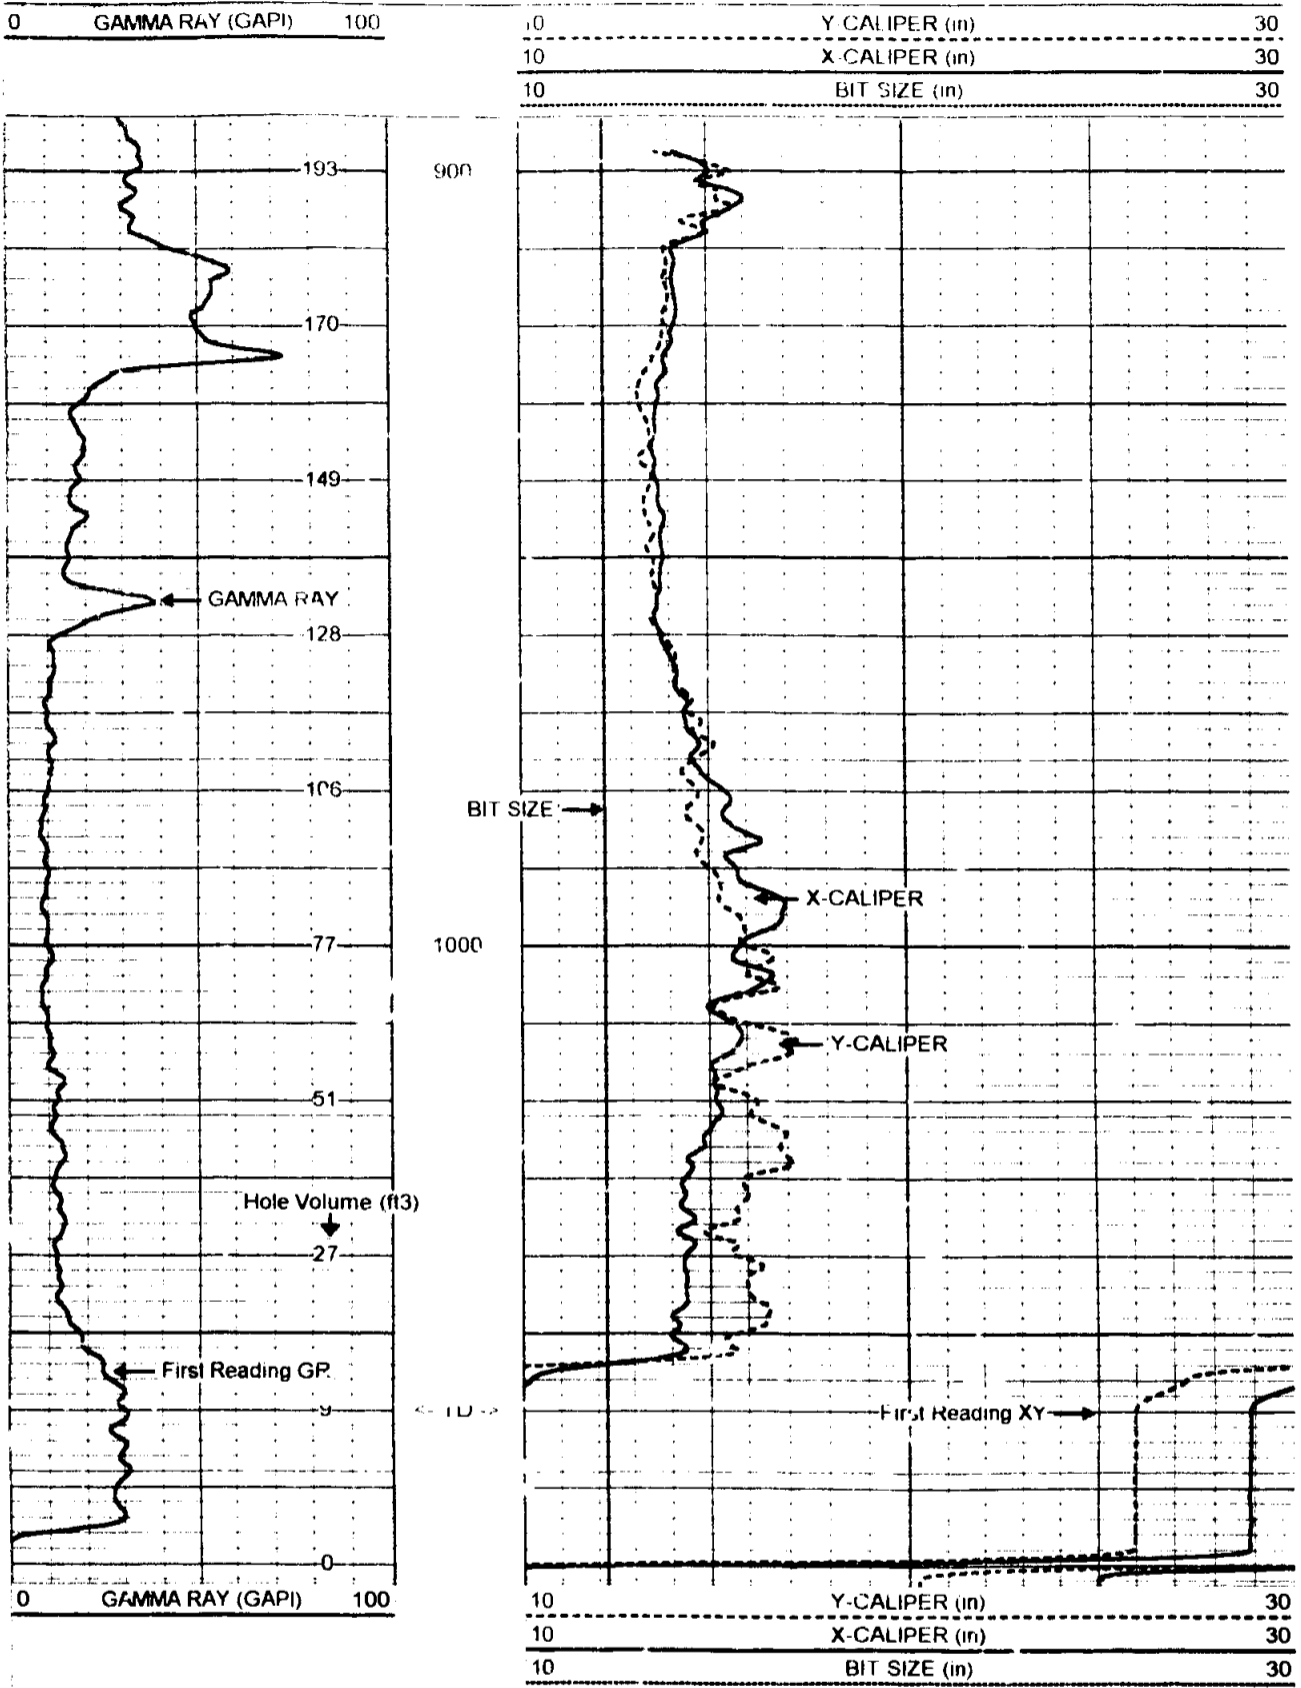 0 GAMMA RAY (GAPI) 100
10 Y-CALIPER (in) 30
10 X-CALIPER (in) 30
10 BIT SIZE (in) 30
193 900
170
149
GAMMA RAY
128
106
BIT SIZE
X-CALIPER
77 1000
Y-CALIPER
51
Hole Volume (ft3)
27
First Reading GR
9 <- TD -> First Reading XY
0
0 GAMMA RAY (GAPI) 100
10 Y-CALIPER (in) 30
10 X-CALIPER (in) 30
10 BIT SIZE (in) 30